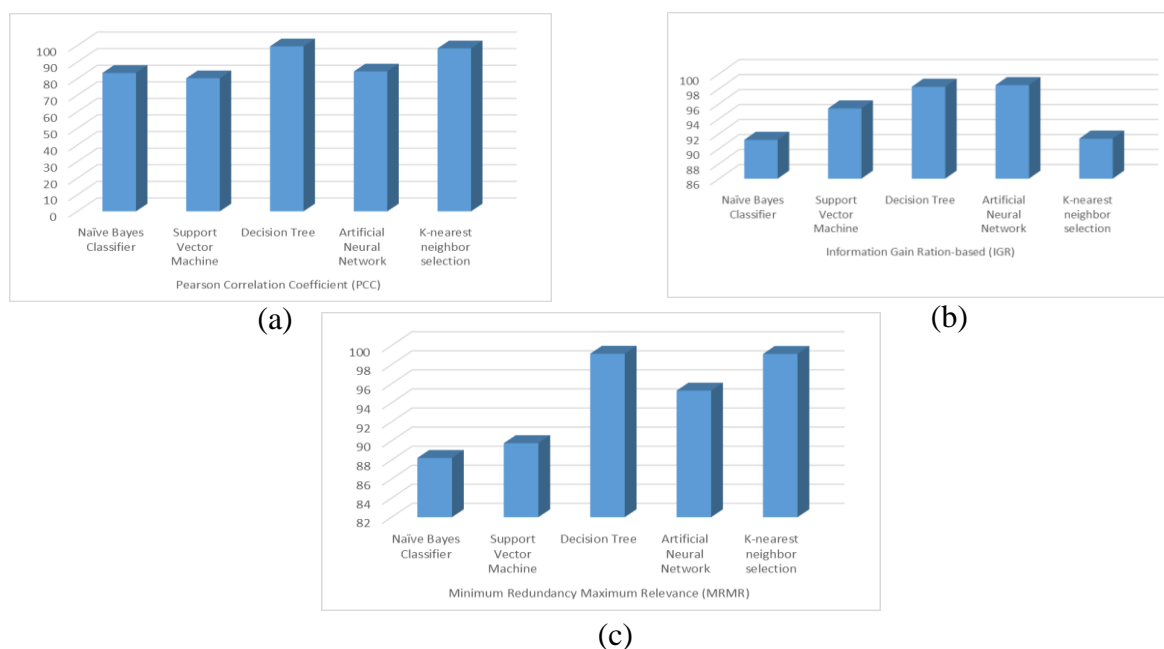 100
90
80
70
60
50
40
30
20
10
0
Naïve Bayes Classifier
Support Vector Machine
Decision Tree
Artificial Neural Network
K-nearest neighbor selection
Pearson Correlation Coefficient (PCC)
(a)
100
98
96
94
92
90
88
86
Naïve Bayes Classifier
Support Vector Machine
Decision Tree
Artificial Neural Network
K-nearest neighbor selection
Information Gain Ration-based (IGR)
(b)
100
98
96
94
92
90
88
86
84
82
Naïve Bayes Classifier
Support Vector Machine
Decision Tree
Artificial Neural Network
K-nearest neighbor selection
Minimum Redundancy Maximum Relevance (MRMR)
(c)